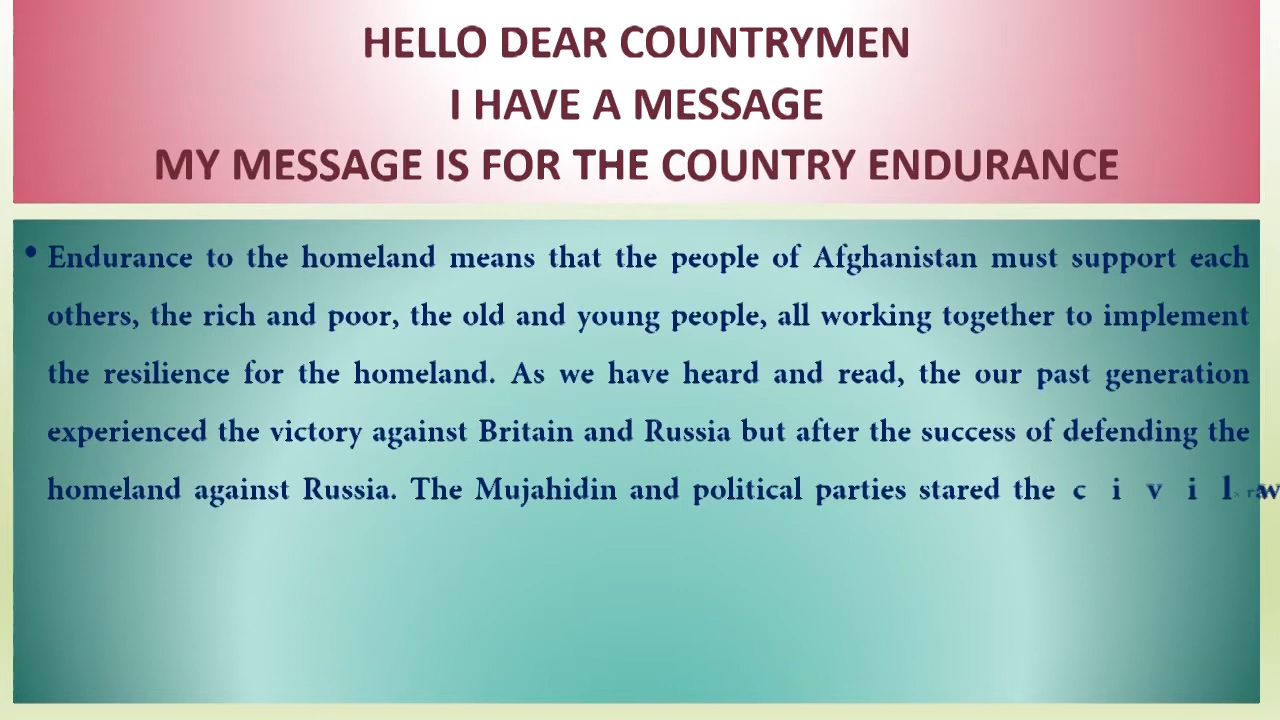 HELLO DEAR COUNTRYMEN
I HAVE A MESSAGE
MY MESSAGE IS FOR THE COUNTRY ENDURANCE
• Endurance to the homeland means that the people of Afghanistan must support each
others, the rich and poor, the old and young people, all working together to implement
the resilience for the homeland. As we have heard and read, the our past generation
experienced the victory against Britain and Russia but after the success of defending the
homeland against Russia. The Mujahidin and political parties stared the civil